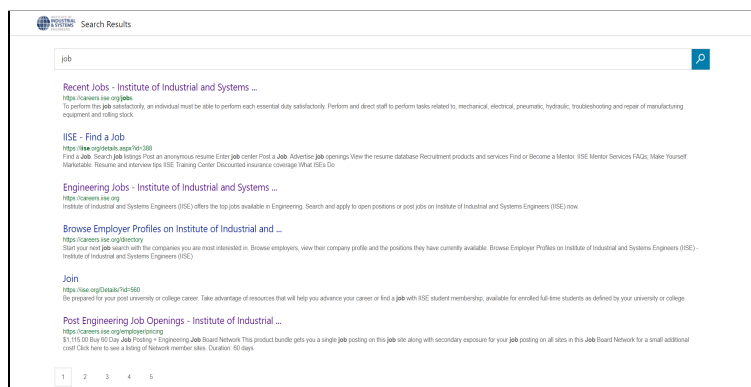 INSTITUTE OF
INDUSTRIAL
& SYSTEMS
ENGINEERS
Search Results
job
Recent Jobs - Institute of Industrial and Systems ...
https://careers.iise.org/jobs
To perform this job satisfactorily, an individual must be able to perform each essential duty satisfactorily. Perform and direct staff to perform tasks related to, mechanical, electrical, pneumatic, hydraulic, troubleshooting and repair of manufacturing
equipment and rolling stock.
IISE - Find a Job
https://iise.org/details.aspx?id=388
Find a Job. Search job listings Post an anonymous resume Enter job center Post a Job. Advertise job openings View the resume database Recruitment products and services Find or Become a Mentor: IISE Mentor Services FAQs; Make Yourself
Marketable. Resume and interview tips IISE Training Center Discounted insurance coverage What ISEs Do
Engineering Jobs - Institute of Industrial and Systems ...
https://careers.iise.org
Institute of Industrial and Systems Engineers (IISE) offers the top jobs available in Engineering. Search and apply to open positions or post jobs on Institute of Industrial and Systems Engineers (IISE) now.
Browse Employer Profiles on Institute of Industrial and ...
https://careers.iise.org/directory
Start your next job search with the companies you are most interested in. Browse employers, view their company profile and the positions they have currently available. Browse Employer Profiles on Institute of Industrial and Systems Engineers (IISE) -
Institute of Industrial and Systems Engineers (IISE)
Join
https://iise.org/Details/?id=560
Be prepared for your post university or college career. Take advantage of resources that will help you advance your career or find a job with IISE student membership, available for enrolled full-time students as defined by your university or college.
Post Engineering Job Openings - Institute of Industrial ...
https://careers.iise.org/employer/pricing
$1,115.00 Buy 60 Day Job Posting + Engineering Job Board Network This product bundle gets you a single job posting on this job site along with secondary exposure for your job posting on all sites in this Job Board Network for a small additional
cost! Click here to see a listing of Network member sites. Duration: 60 days
1 2 3 4 5